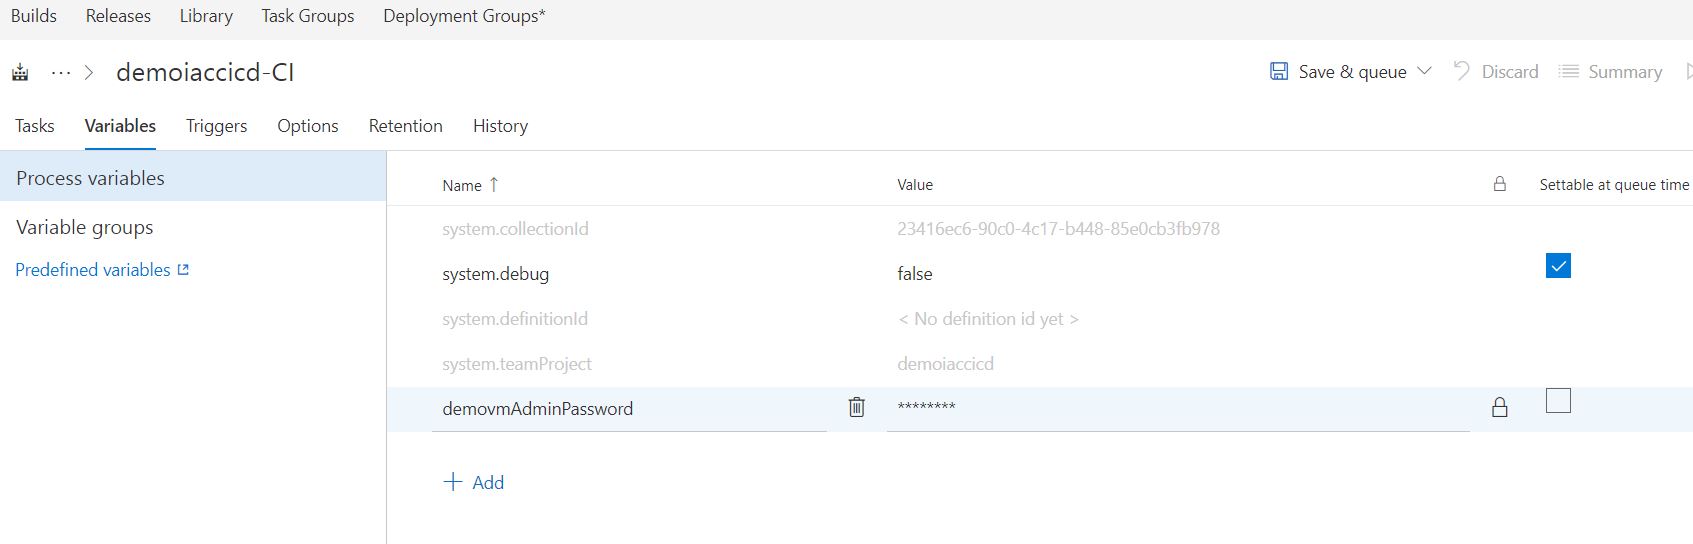 Builds Releases Library Task Groups Deployment Groups*
... > demoiaccicd-CI Save & queue Discard Summary
Tasks Variables Triggers Options Retention History
Process variables
Variable groups
Predefined variables
Name ↑ Value Settable at queue time
system.collectionId 23416ec6-90c0-4c17-b448-85e0cb3fb978
system.debug false
system.definitionId < No definition id yet >
system.teamProject demoiaccicd
demovmAdminPassword ********
+ Add